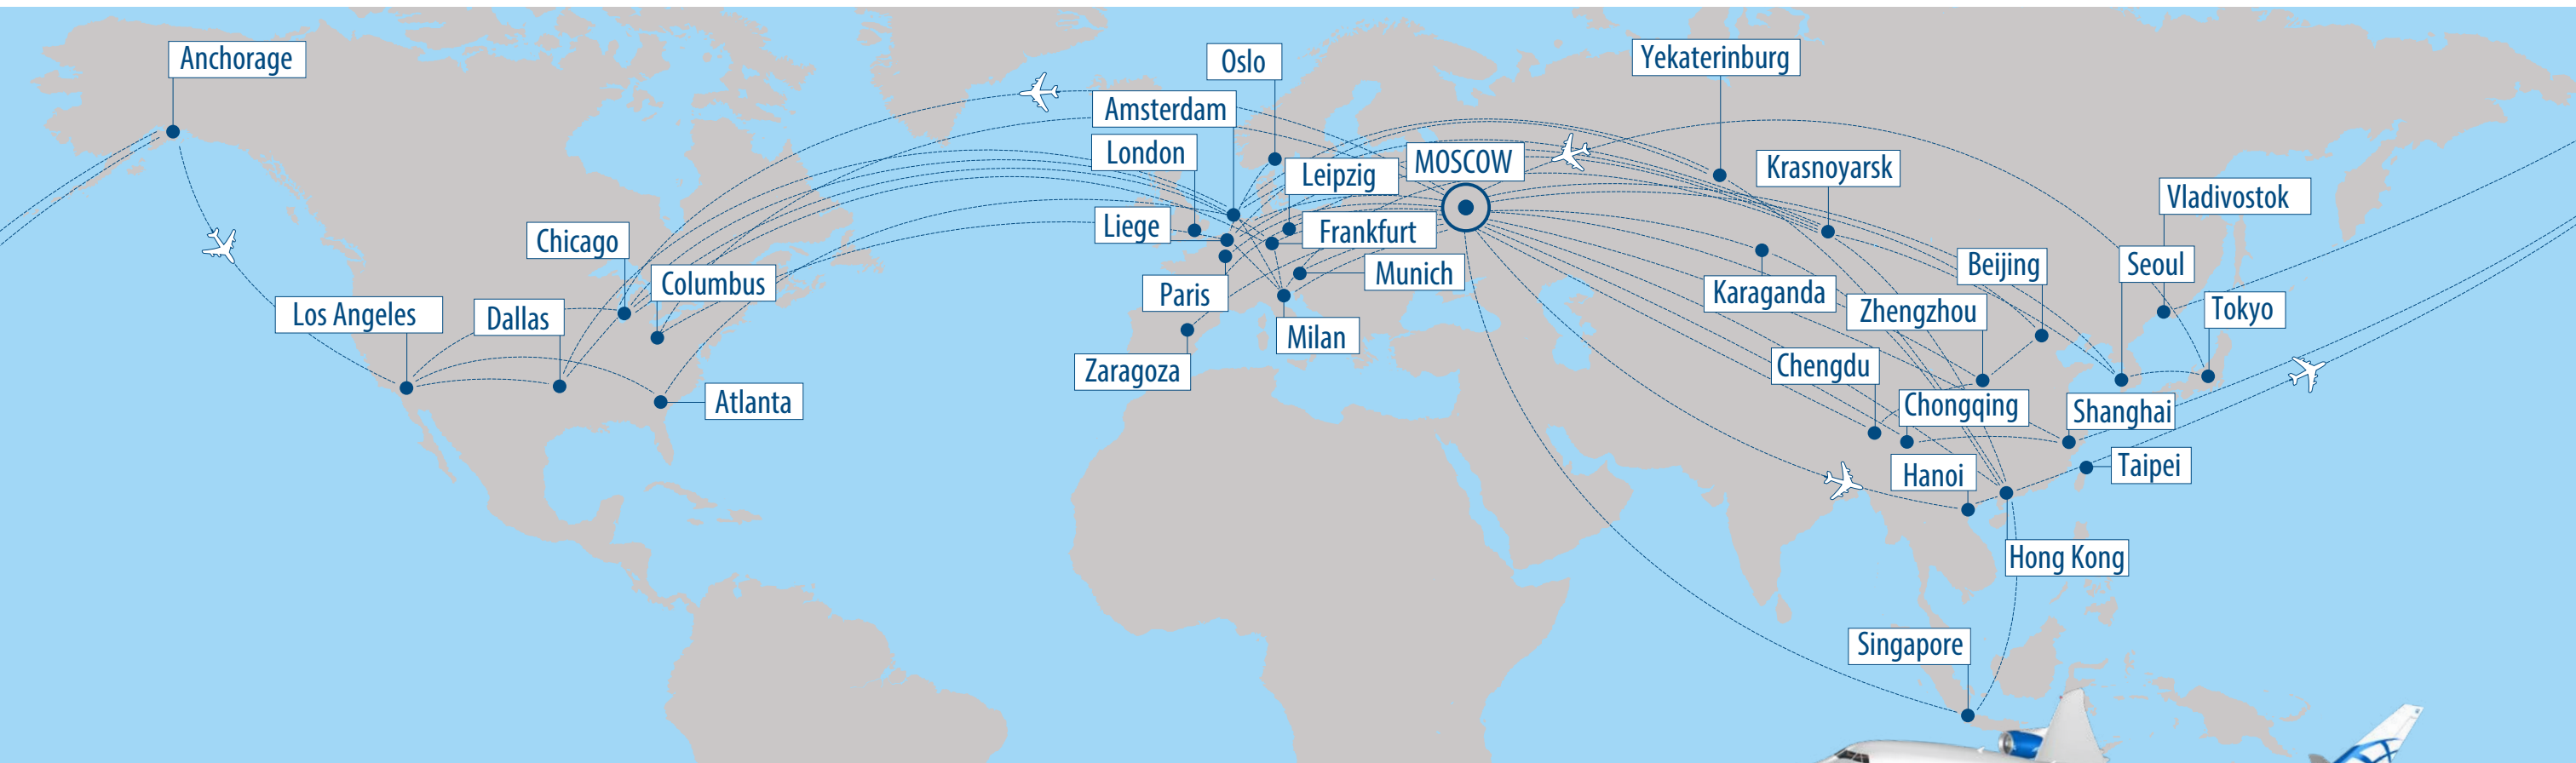 Anchorage
Oslo
Yekaterinburg
Amsterdam
London
Leipzig
MOSCOW
Krasnoyarsk
Vladivostok
Liege
Frankfurt
Chicago
Columbus
Munich
Beijing
Seoul
Paris
Karaganda
Los Angeles
Dallas
Zhengzhou
Tokyo
Milan
Zaragoza
Chengdu
Atlanta
Chongqing
Shanghai
Hanoi
Taipei
Hong Kong
Singapore